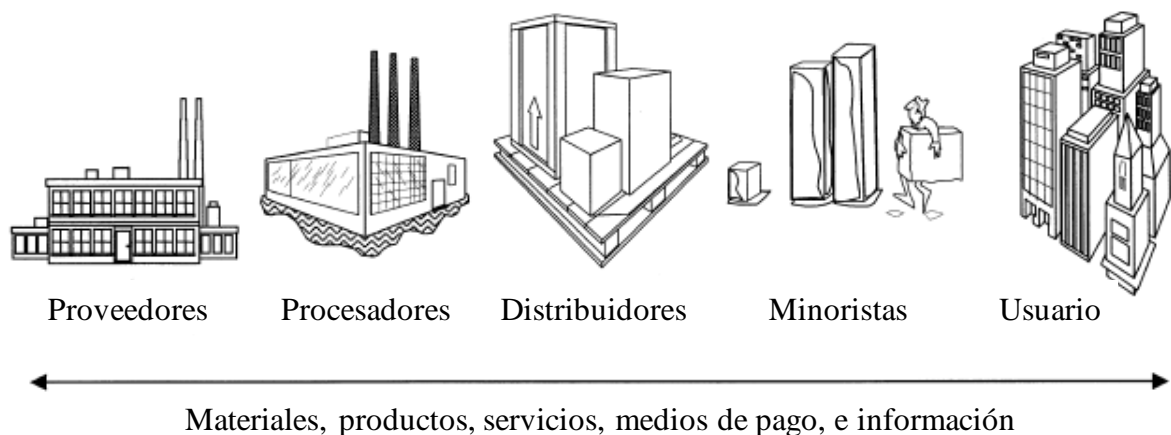 Proveedores Procesadores Distribuidores Minoristas Usuario
Materiales, productos, servicios, medios de pago, e información